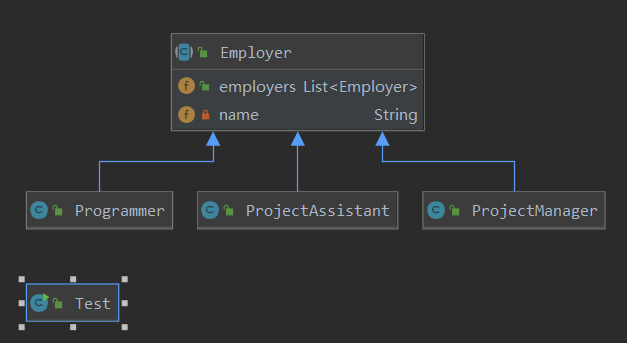 Employer
employers List<Employer>
name String
Programmer
ProjectAssistant
ProjectManager
Test